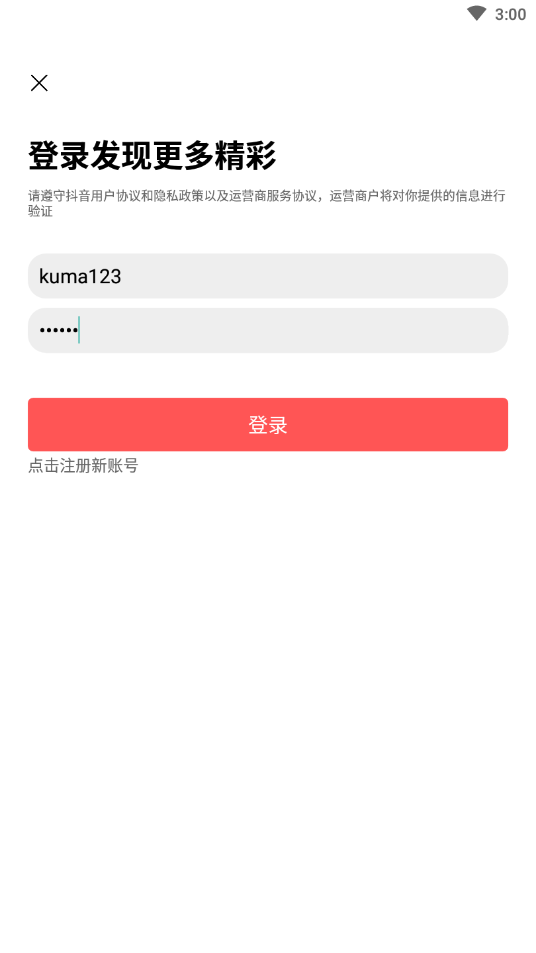 3:00
登录发现更多精彩
请遵守抖音用户协议和隐私政策以及运营商服务协议，运营商户将对你提供的信息进行
验证
kuma123
••••••
登录
点击注册新账号